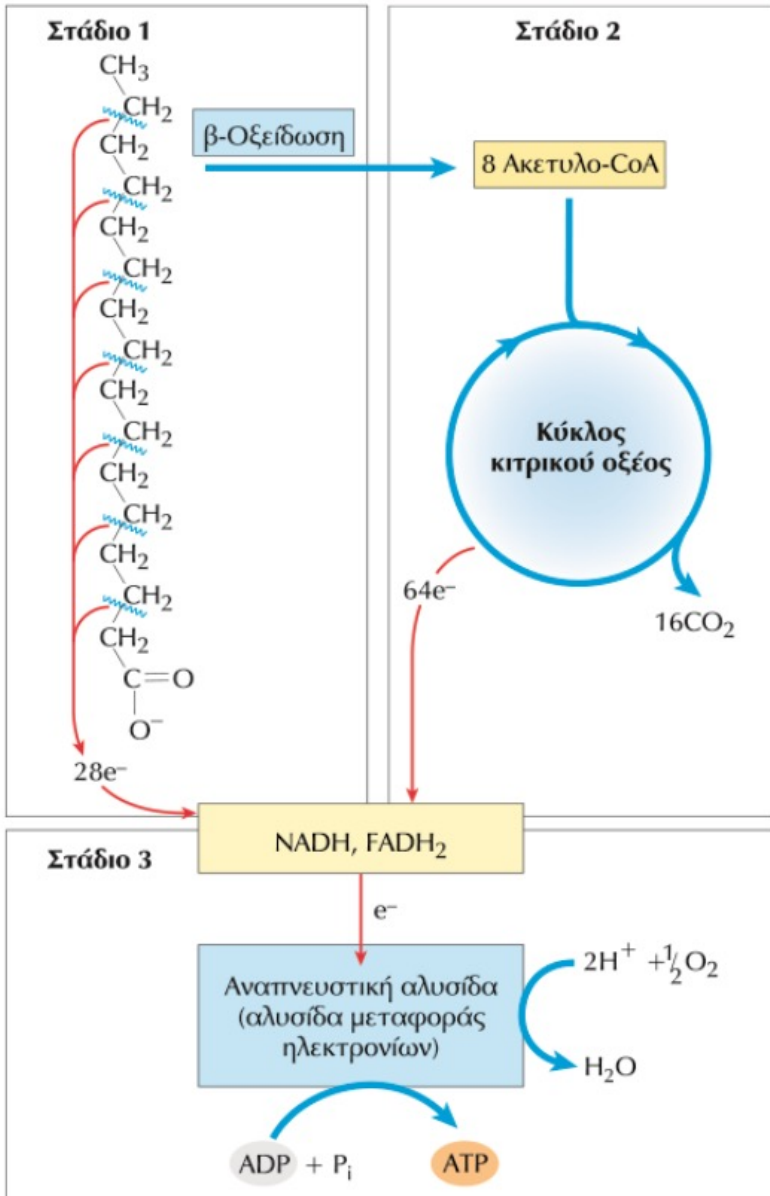 Στάδιο 1
CH₃
CH₂
CH₂
CH₂
CH₂
CH₂
CH₂
CH₂
CH₂
CH₂
CH₂
CH₂
CH₂
CH₂
CH₂
C=O
O⁻
28e⁻
β-Οξείδωση
Στάδιο 2
8 Ακετυλο-CoA
Κύκλος
κιτρικού οξέος
64e⁻
16CO₂
NADH, FADH₂
Στάδιο 3
e⁻
Αναπνευστική αλυσίδα
(αλυσίδα μεταφοράς
ηλεκτρονίων)
2H⁺ +½O₂
H₂O
ADP + Pᵢ
ATP